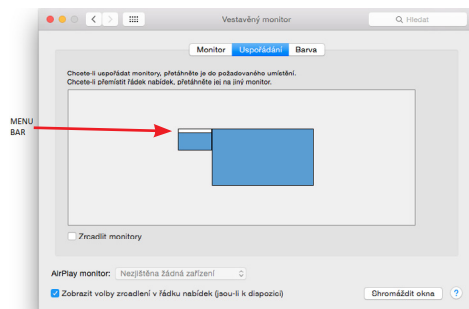 Vestavěný monitor
Hledat
Monitor Uspořádání Barva
Chcete-li uspořádat monitory, přetáhněte je do požadovaného umístění.
Chcete-li přemístit řádek nabídek, přetáhněte jej na jiný monitor.
MENU
BAR
Zrcadlit monitory
AirPlay monitor: Nezjištěna žádná zařízení
Zobrazit volby zrcadlení v řádku nabídek (jsou-li k dispozici)
Shromáždit okna
?